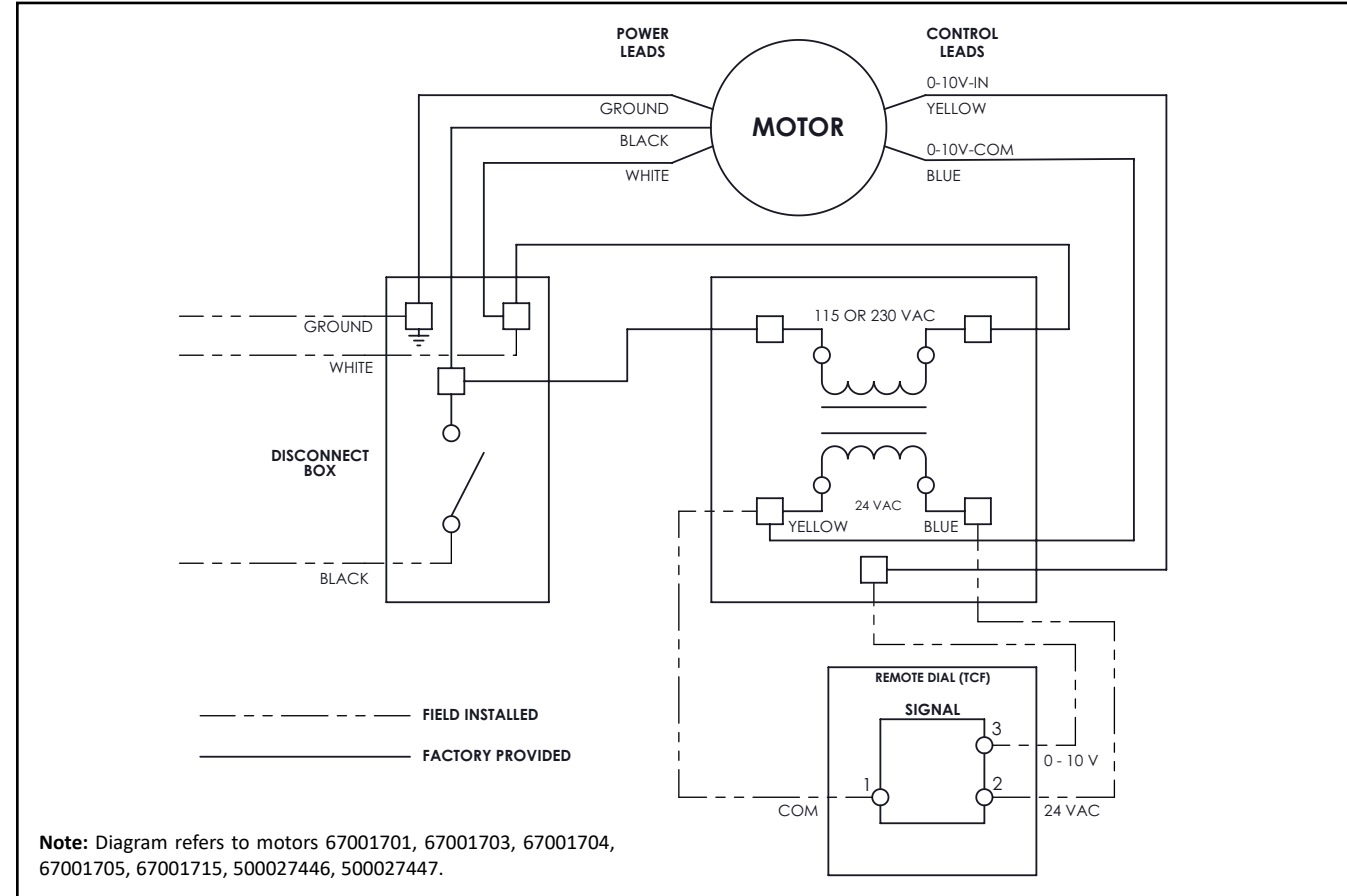 POWER
LEADS
CONTROL
LEADS
0-10V-IN
GROUND
YELLOW
MOTOR
BLACK
0-10V-COM
WHITE
BLUE
115 OR 230 VAC
GROUND
WHITE
DISCONNECT
BOX
24 VAC
YELLOW
BLUE
BLACK
REMOTE DIAL (TCF)
SIGNAL
FIELD INSTALLED
3
FACTORY PROVIDED
0 - 10 V
1
2
COM
24 VAC
Note: Diagram refers to motors 67001701, 67001703, 67001704,
67001705, 67001715, 500027446, 500027447.